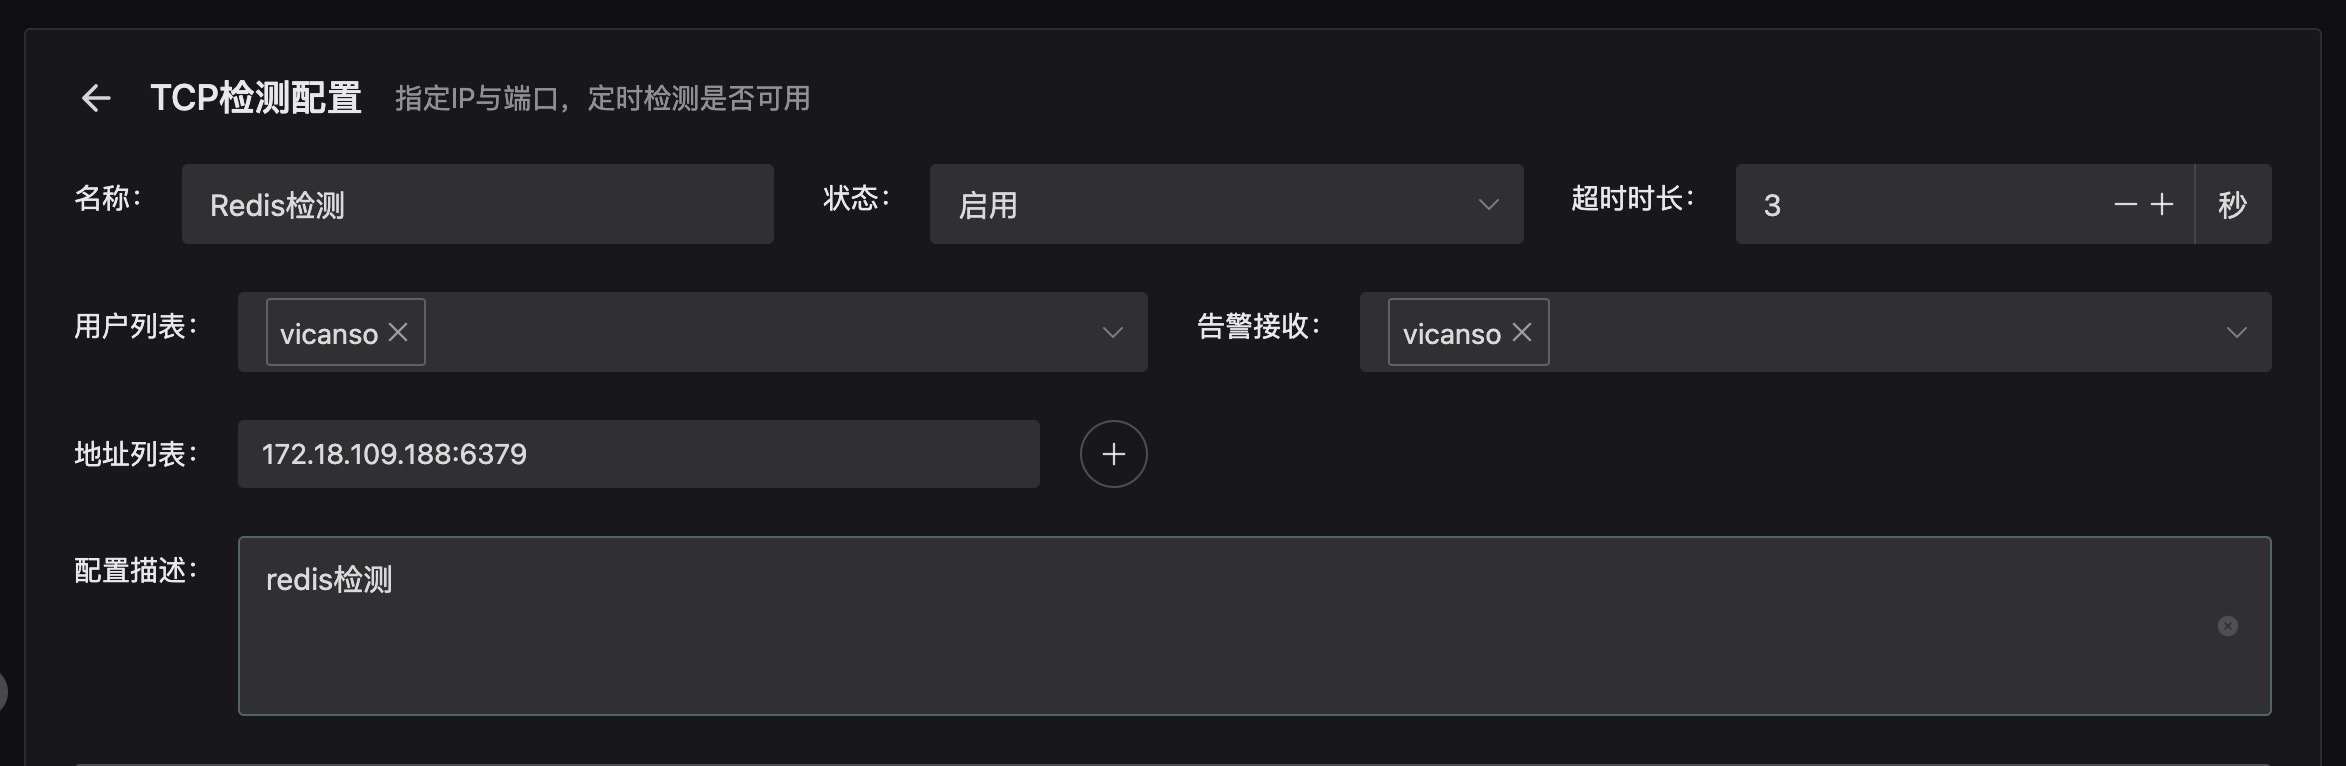 TCP检测配置 指定IP与端口，定时检测是否可用
名称： Redis检测 状态： 启用 超时时长： 3 秒
用户列表： vicanso 告警接收： vicanso
地址列表： 172.18.109.188:6379
配置描述： redis检测